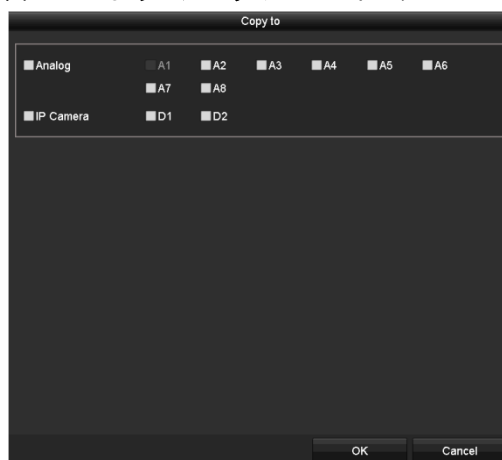 Copy to
Analog A1 A2 A3 A4 A5 A6
A7 A8
IP Camera D1 D2
OK Cancel